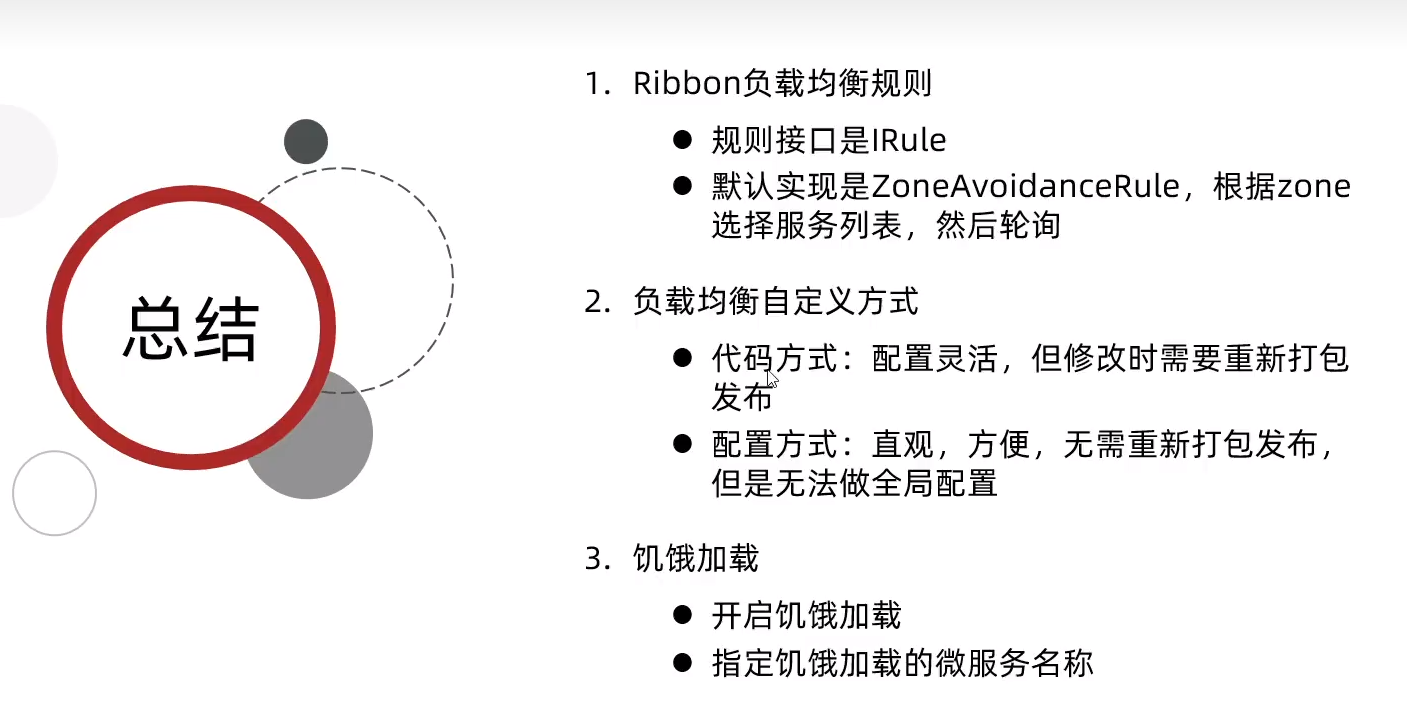 总结
1. Ribbon负载均衡规则
● 规则接口是IRule
● 默认实现是ZoneAvoidanceRule，根据zone
选择服务列表，然后轮询
2. 负载均衡自定义方式
● 代码方式：配置灵活，但修改时需要重新打包
发布
● 配置方式：直观，方便，无需重新打包发布，
但是无法做全局配置
3. 饥饿加载
● 开启饥饿加载
● 指定饥饿加载的微服务名称